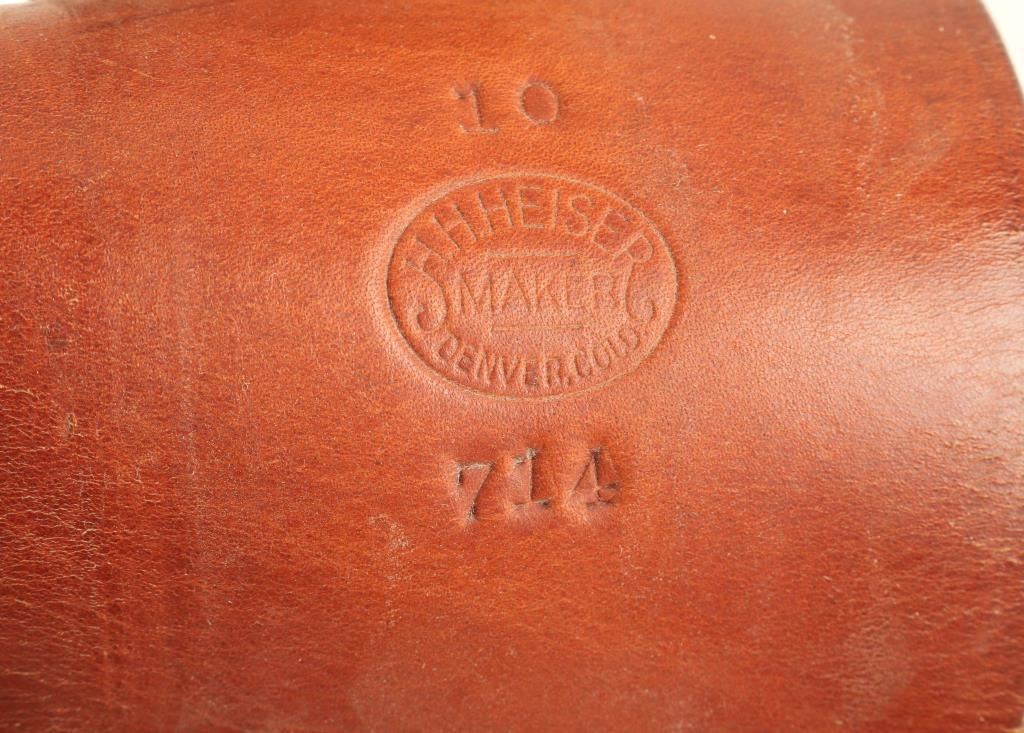 10
H.H.HEISER
MAKER
DENVER, COLO.
714